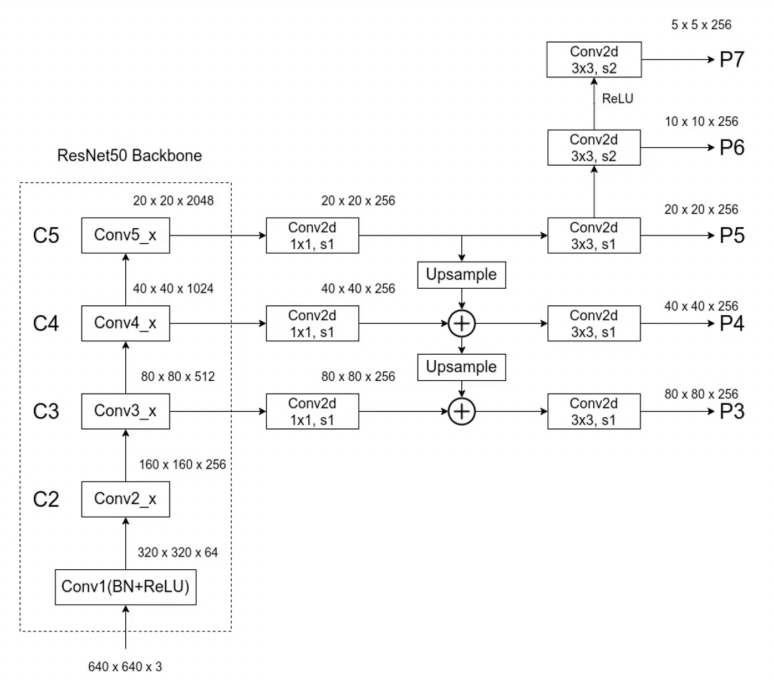 5 x 5 x 256
Conv2d
3x3, s2
P7
ReLU
10 x 10 x 256
Conv2d
3x3, s2
P6
ResNet50 Backbone
20 x 20 x 2048
20 x 20 x 256
20 x 20 x 256
C5
Conv5_x
Conv2d
1x1, s1
Conv2d
3x3, s1
P5
Upsample
40 x 40 x 1024
40 x 40 x 256
40 x 40 x 256
C4
Conv4_x
Conv2d
1x1, s1
+
Conv2d
3x3, s1
P4
Upsample
80 x 80 x 512
80 x 80 x 256
80 x 80 x 256
C3
Conv3_x
Conv2d
1x1, s1
+
Conv2d
3x3, s1
P3
160 x 160 x 256
C2
Conv2_x
320 x 320 x 64
Conv1(BN+ReLU)
640 x 640 x 3